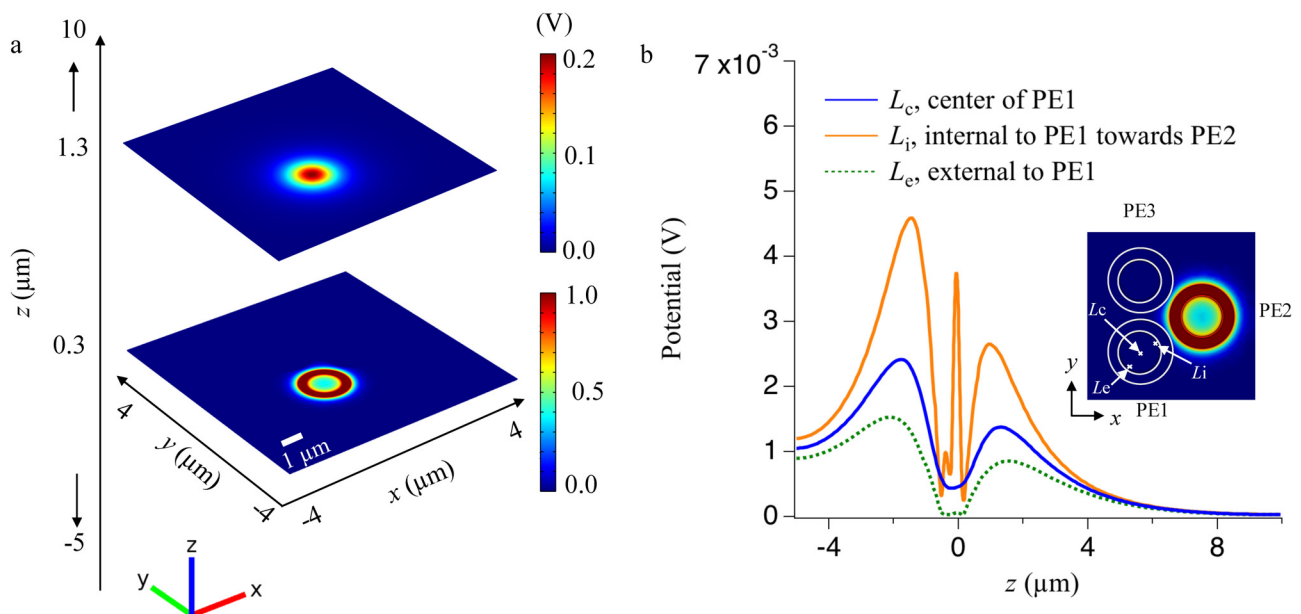 a
10
(V)
0.2
0.1
0.0
1.3
z (µm)
1.0
0.5
0.0
0.3
1 µm
4
y (µm)
-4
-4
x (µm)
4
-5
z
y
x
b
7 x10⁻³
6
5
4
3
2
1
0
Potential (V)
Lc, center of PE1
Li, internal to PE1 towards PE2
Le, external to PE1
PE3
Lc
PE2
Le
Li
y
PE1
x
-4
0
4
8
z (µm)